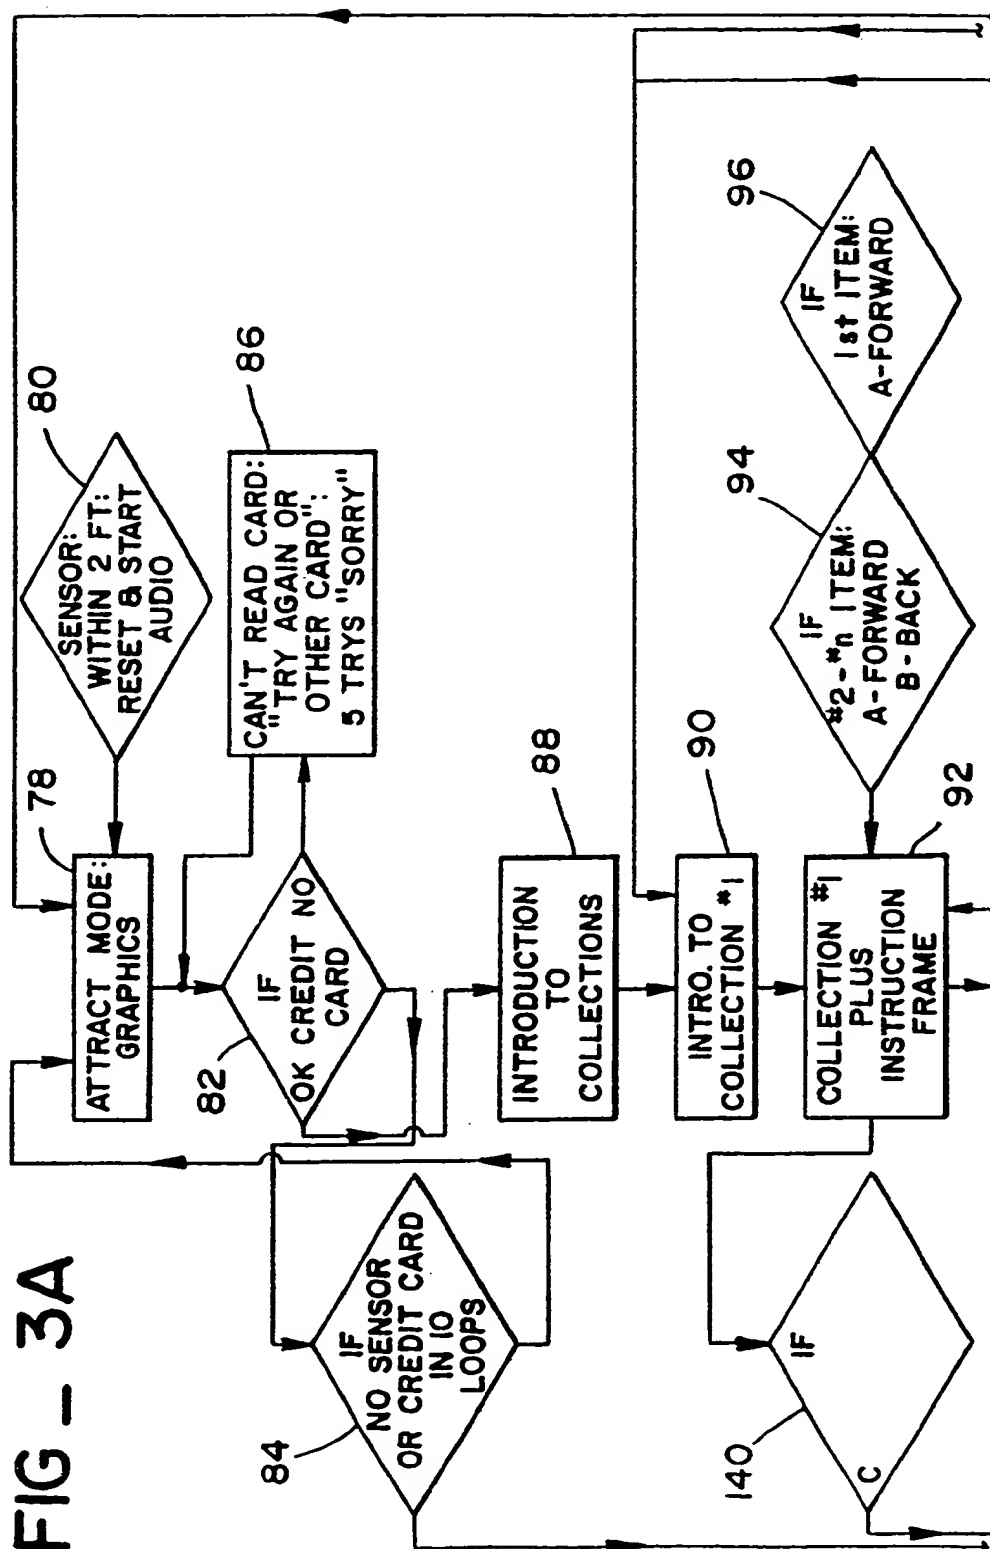 FIG – 3A
ATTRACT MODE:
GRAPHICS
78
SENSOR:
WITHIN 2 FT:
RESET & START
AUDIO
80
IF
OK CREDIT NO
CARD
82
CAN'T READ CARD:
"TRY AGAIN OR
OTHER CARD":
5 TRYS "SORRY"
86
IF
NO SENSOR
OR CREDIT CARD
IN 10
LOOPS
84
INTRODUCTION
TO
COLLECTIONS
88
INTRO. TO
COLLECTION #1
90
COLLECTION #1
PLUS
INSTRUCTION
FRAME
92
IF
#2-#n ITEM:
A-FORWARD
B-BACK
94
IF
1st ITEM:
A-FORWARD
96
IF
C
140